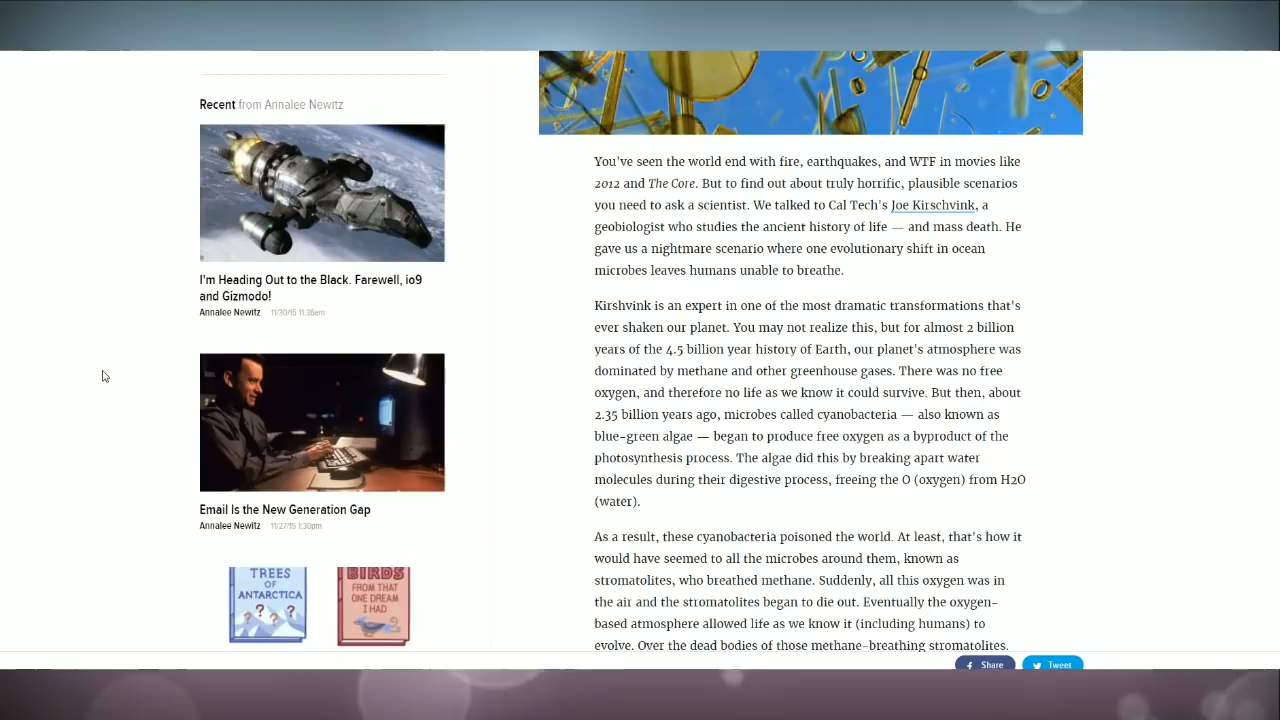 Recent from Annalee Newitz
I'm Heading Out to the Black. Farewell, io9
and Gizmodo!
Annalee Newitz 11/30/15 11:36am
Email Is the New Generation Gap
Annalee Newitz 11/27/15 1:30pm
TREES
OF
ANTARCTICA
? ? ?
BIRDS
FROM THAT
ONE DREAM
I HAD
You've seen the world end with fire, earthquakes, and WTF in movies like
2012 and The Core. But to find out about truly horrific, plausible scenarios
you need to ask a scientist. We talked to Cal Tech's Joe Kirschvink, a
geobiologist who studies the ancient history of life — and mass death. He
gave us a nightmare scenario where one evolutionary shift in ocean
microbes leaves humans unable to breathe.
Kirshvink is an expert in one of the most dramatic transformations that's
ever shaken our planet. You may not realize this, but for almost 2 billion
years of the 4.5 billion year history of Earth, our planet's atmosphere was
dominated by methane and other greenhouse gases. There was no free
oxygen, and therefore no life as we know it could survive. But then, about
2.35 billion years ago, microbes called cyanobacteria — also known as
blue-green algae — began to produce free oxygen as a byproduct of the
photosynthesis process. The algae did this by breaking apart water
molecules during their digestive process, freeing the O (oxygen) from H2O
(water).
As a result, these cyanobacteria poisoned the world. At least, that's how it
would have seemed to all the microbes around them, known as
stromatolites, who breathed methane. Suddenly, all this oxygen was in
the air and the stromatolites began to die out. Eventually the oxygen-
based atmosphere allowed life as we know it (including humans) to
evolve. Over the dead bodies of those methane-breathing stromatolites.
Share
Tweet